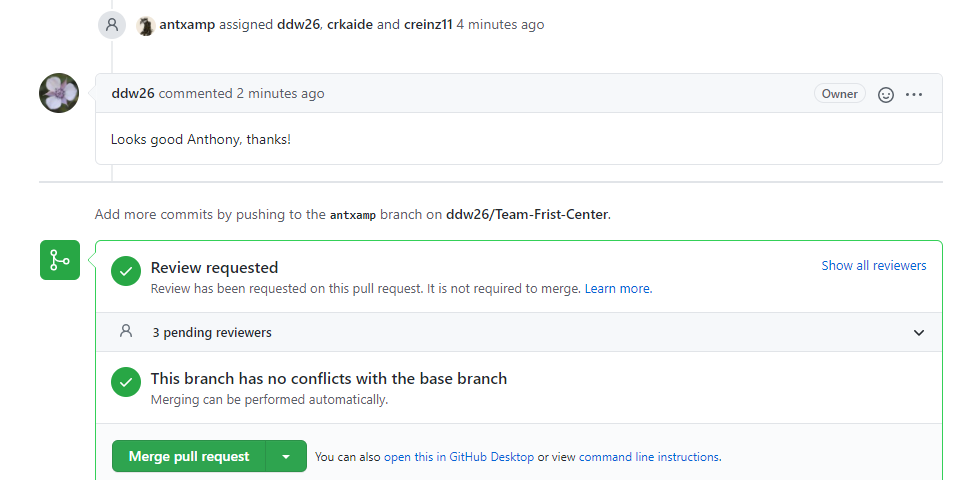 antxamp assigned ddw26, crkaide and creinz11 4 minutes ago
ddw26 commented 2 minutes ago
Owner
Looks good Anthony, thanks!
Add more commits by pushing to the antxamp branch on ddw26/Team-Frist-Center.
Review requested
Show all reviewers
Review has been requested on this pull request. It is not required to merge. Learn more.
3 pending reviewers
This branch has no conflicts with the base branch
Merging can be performed automatically.
Merge pull request
You can also open this in GitHub Desktop or view command line instructions.